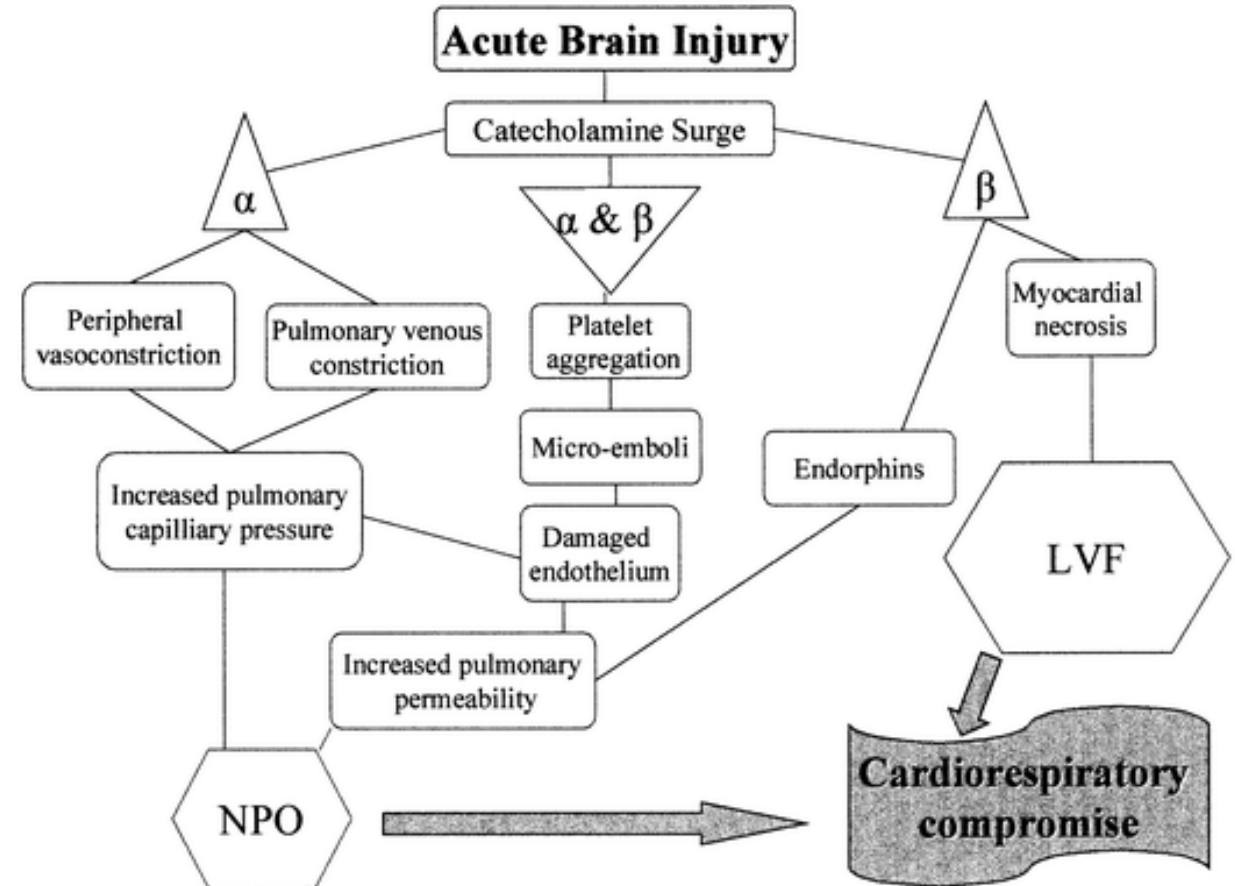 Acute Brain Injury
Catecholamine Surge
α
α & β
β
Peripheral
vasoconstriction
Pulmonary venous
constriction
Platelet
aggregation
Myocardial
necrosis
Micro-emboli
Endorphins
Increased pulmonary
capilliary pressure
Damaged
endothelium
LVF
Increased pulmonary
permeability
NPO
Cardiorespiratory
compromise